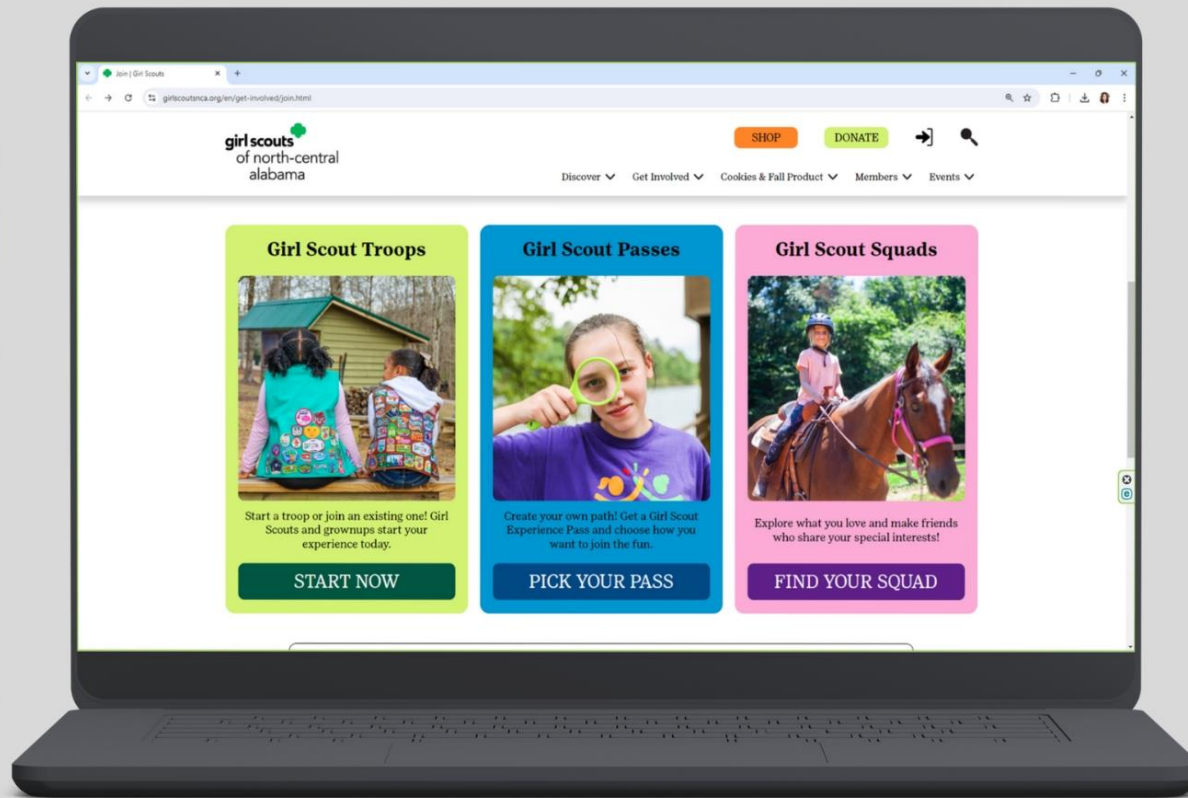 Join | Girl Scouts
girlscoutsnca.org/en/get-involved/join.html
girl scouts
of north-central
alabama
SHOP
DONATE
Discover
Get Involved
Cookies & Fall Product
Members
Events
Girl Scout Troops
Start a troop or join an existing one! Girl
Scouts and grownups start your
experience today.
START NOW
Girl Scout Passes
Create your own path! Get a Girl Scout
Experience Pass and choose how you
want to join the fun.
PICK YOUR PASS
Girl Scout Squads
Explore what you love and make friends
who share your special interests!
FIND YOUR SQUAD